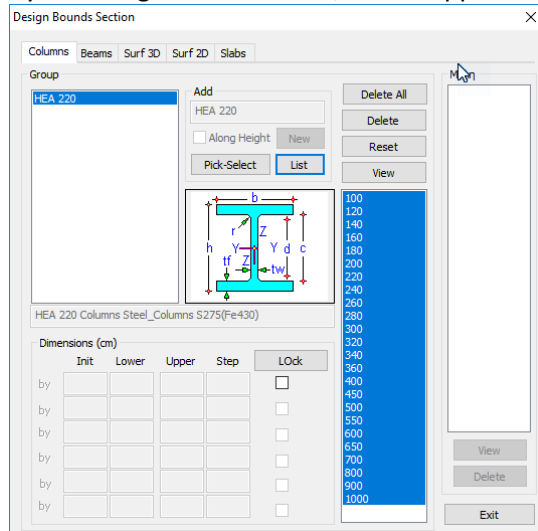 Design Bounds Section
Columns Beams Surf 3D Surf 2D Slabs
Group
HEA 220
Add
HEA 220
Along Height New
Pick-Select List
Delete All
Delete
Reset
View
b
r Z
h Y Y d c
tf Z tw
HEA 220 Columns Steel_Columns S275(Fe430)
100
120
140
160
180
200
220
240
260
280
300
320
340
360
400
450
500
550
600
650
700
800
900
1000
Dimensions (cm)
Init Lower Upper Step LOck
by
by
by
by
by
by
View
Delete
Exit